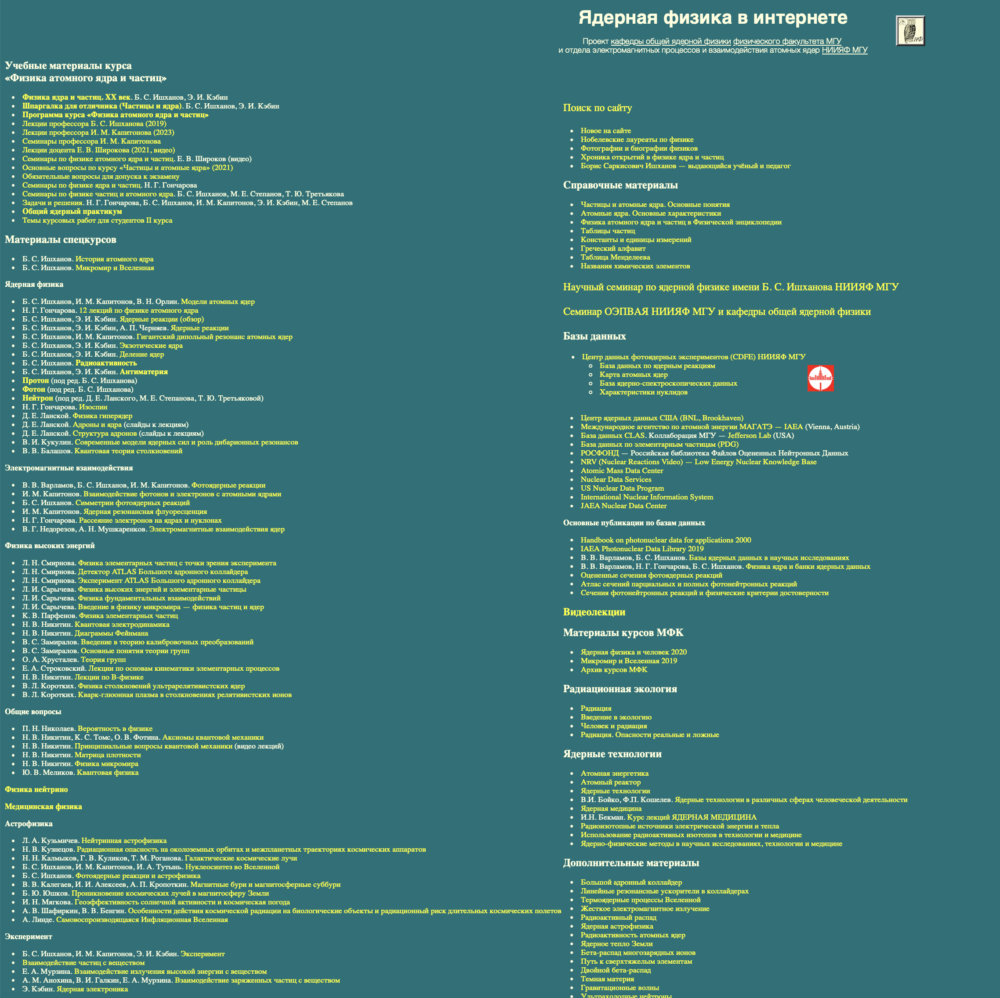 Ядерная физика в интернете
Проект кафедры общей ядерной физики физического факультета МГУ
и отдела электромагнитных процессов и взаимодействия атомных ядер НИИЯФ МГУ
ЯФ
Учебные материалы курса
«Физика атомного ядра и частиц»
Физика ядра и частиц. XX век. Б. С. Ишханов, Э. И. Кэбин
Шпаргалка для отличника (Частицы и ядра). Б. С. Ишханов, Э. И. Кэбин
Программа курса «Физика атомного ядра и частиц»
Лекции профессора Б. С. Ишханова (2019)
Лекции профессора И. М. Капитонова (2023)
Семинары профессора И. М. Капитонова
Лекции доцента Е. В. Широкова (2021, видео)
Семинары по физике атомного ядра и частиц. Е. В. Широков (видео)
Основные вопросы по курсу «Частицы и атомные ядра» (2021)
Обязательные вопросы для допуска к экзамену
Семинары по физике ядра и частиц. Н. Г. Гончарова
Семинары по физике частиц и атомного ядра. Б. С. Ишханов, М. Е. Степанов, Т. Ю. Третьякова
Задачи и решения. Н. Г. Гончарова, Б. С. Ишханов, И. М. Капитонов, Э. И. Кэбин, М. Е. Степанов
Общий ядерный практикум
Темы курсовых работ для студентов II курса
Материалы спецкурсов
Б. С. Ишханов. История атомного ядра
Б. С. Ишханов. Микромир и Вселенная
Ядерная физика
Б. С. Ишханов, И. М. Капитонов, В. Н. Орлин. Модели атомных ядер
Н. Г. Гончарова. 12 лекций по физике атомного ядра
Б. С. Ишханов, Э. И. Кэбин. Ядерные реакции (обзор)
Б. С. Ишханов, Э. И. Кэбин, А. П. Черняев. Ядерные реакции
Б. С. Ишханов, И. М. Капитонов. Гигантский дипольный резонанс атомных ядер
Б. С. Ишханов, Э. И. Кэбин. Экзотические ядра
Б. С. Ишханов, Э. И. Кэбин. Деление ядер
Б. С. Ишханов. Радиоактивность
Б. С. Ишханов, Э. И. Кэбин. Антиматерия
Протон (под ред. Б. С. Ишханова)
Фотон (под ред. Б. С. Ишханова)
Нейтрон (под ред. Д. Е. Ланского, М. Е. Степанова, Т. Ю. Третьяковой)
Н. Г. Гончарова. Изоспин
Д. Е. Ланской. Физика гиперядер
Д. Е. Ланской. Адроны и ядра (слайды к лекциям)
Д. Е. Ланской. Структура адронов (слайды к лекциям)
В. И. Кукулин. Современные модели ядерных сил и роль дибарионных резонансов
В. В. Балашов. Квантовая теория столкновений
Электромагнитные взаимодействия
В. В. Варламов, Б. С. Ишханов, И. М. Капитонов. Фотоядерные реакции
И. М. Капитонов. Взаимодействие фотонов и электронов с атомными ядрами
Б. С. Ишханов. Симметрии фотоядерных реакций
И. М. Капитонов. Ядерная резонансная флуоресценция
Н. Г. Гончарова. Рассеяние электронов на ядрах и нуклонах
В. Г. Недорезов, А. Н. Мушкаренков. Электромагнитные взаимодействия ядер
Физика высоких энергий
Л. Н. Смирнова. Физика элементарных частиц с точки зрения эксперимента
Л. Н. Смирнова. Детектор ATLAS Большого адронного коллайдера
Л. Н. Смирнова. Эксперимент ATLAS Большого адронного коллайдера
Л. И. Сарычева. Физика высоких энергий и элементарные частицы
Л. И. Сарычева. Физика фундаментальных взаимодействий
Л. И. Сарычева. Введение в физику микромира — физика частиц и ядер
К. В. Парфенов. Физика элементарных частиц
Н. В. Никитин. Квантовая электродинамика
Н. В. Никитин. Диаграммы Фейнмана
В. С. Замиралов. Введение в теорию калибровочных преобразований
В. С. Замиралов. Основные понятия теории групп
О. А. Хрусталев. Теория групп
Е. А. Строковский. Лекции по основам кинематики элементарных процессов
Н. В. Никитин. Лекции по B-физике
В. Л. Коротких. Физика столкновений ультрарелятивистских ядер
В. Л. Коротких. Кварк-глюонная плазма в столкновениях релятивистских ионов
Общие вопросы
П. Н. Николаев. Вероятность в физике
Н. В. Никитин, К. С. Томс, О. В. Фотина. Аксиомы квантовой механики
Н. В. Никитин. Принципиальные вопросы квантовой механики (видео лекций)
Н. В. Никитин. Матрица плотности
Н. В. Никитин. Физика микромира
Ю. В. Меликов. Квантовая физика
Физика нейтрино
Медицинская физика
Астрофизика
Л. А. Кузьмичев. Нейтринная астрофизика
Н. В. Кузнецов. Радиационная опасность на околоземных орбитах и межпланетных траекториях космических аппаратов
Н. Н. Калмыков, Г. В. Куликов, Т. М. Роганова. Галактические космические лучи
Б. С. Ишханов, И. М. Капитонов, И. А. Тутынь. Нуклеосинтез во Вселенной
Б. С. Ишханов. Фотоядерные реакции и астрофизика
В. В. Калегаев, И. И. Алексеев, А. П. Кропоткин. Магнитные бури и магнитосферные суббури
Б. Ю. Юшков. Проникновение космических лучей в магнитосферу Земли
И. Н. Мягкова. Геоэффективность солнечной активности и космическая погода
А. В. Шафиркин, В. В. Бенгин. Особенности действия космической радиации на биологические объекты и радиационный риск длительных космических полетов
А. Линде. Самовоспроизводящаяся Инфляционная Вселенная
Эксперимент
Б. С. Ишханов, И. М. Капитонов, Э. И. Кэбин. Эксперимент
Взаимодействие частиц с веществом
Е. А. Мурзина. Взаимодействие излучения высокой энергии с веществом
А. М. Анохина, В. И. Галкин, Е. А. Мурзина. Взаимодействие заряженных частиц с веществом
Э. Кэбин. Ядерная электроника
Поиск по сайту
Новое на сайте
Нобелевские лауреаты по физике
Фотографии и биографии физиков
Хроника открытий в физике ядра и частиц
Борис Саркисович Ишханов — выдающийся учёный и педагог
Справочные материалы
Частицы и атомные ядра. Основные понятия
Атомные ядра. Основные характеристики
Физика атомного ядра и частиц в Физической энциклопедии
Таблицы частиц
Константы и единицы измерений
Греческий алфавит
Таблица Менделеева
Названия химических элементов
Научный семинар по ядерной физике имени Б. С. Ишханова НИИЯФ МГУ
Семинар ОЭПВАЯ НИИЯФ МГУ и кафедры общей ядерной физики
Базы данных
Центр данных фотоядерных экспериментов (CDFE) НИИЯФ МГУ
База данных по ядерным реакциям
Карта атомных ядер
База ядерно-спектроскопических данных
Характеристики нуклидов
Центр ядерных данных США (BNL, Brookhaven)
Международное агентство по атомной энергии МАГАТЭ — IAEA (Vienna, Austria)
База данных CLAS. Коллаборация МГУ — Jefferson Lab (USA)
База данных по элементарным частицам (PDG)
РОСФОНД — Российская библиотека Файлов Оцененных Нейтронных Данных
NRV (Nuclear Reactions Video) — Low Energy Nuclear Knowledge Base
Atomic Mass Data Center
Nuclear Data Services
US Nuclear Data Program
International Nuclear Information System
JAEA Nuclear Data Center
Основные публикации по базам данных
Handbook on photonuclear data for applications 2000
IAEA Photonuclear Data Library 2019
В. В. Варламов, Б. С. Ишханов. Базы ядерных данных в научных исследованиях
В. В. Варламов, Н. Г. Гончарова, Б. С. Ишханов. Физика ядра и банки ядерных данных
Оцененные сечения фотоядерных реакций
Атлас сечений парциальных и полных фотонейтронных реакций
Сечения фотонейтронных реакций и физические критерии достоверности
Видеолекции
Материалы курсов МФК
Ядерная физика и человек 2020
Микромир и Вселенная 2019
Архив курсов МФК
Радиационная экология
Радиация
Введение в экологию
Человек и радиация
Радиация. Опасности реальные и ложные
Ядерные технологии
Атомная энергетика
Атомный реактор
Ядерные технологии
В.И. Бойко, Ф.П. Кошелев. Ядерные технологии в различных сферах человеческой деятельности
Ядерная медицина
И.Н. Бекман. Курс лекций ЯДЕРНАЯ МЕДИЦИНА
Радиоизотопные источники электрической энергии и тепла
Использование радиоактивных изотопов в технологии и медицине
Ядерно-физические методы в научных исследованиях, технологии и медицине
Дополнительные материалы
Большой адронный коллайдер
Линейные резонансные ускорители в коллайдерах
Термоядерные процессы Вселенной
Жесткое электромагнитное излучение
Радиоактивный распад
Ядерная астрофизика
Радиоактивность атомных ядер
Ядерное тепло Земли
Бета-распад многозарядных ионов
Путь к сверхтяжелым элементам
Двойной бета-распад
Темная материя
Гравитационные волны
Ультрахолодные нейтроны